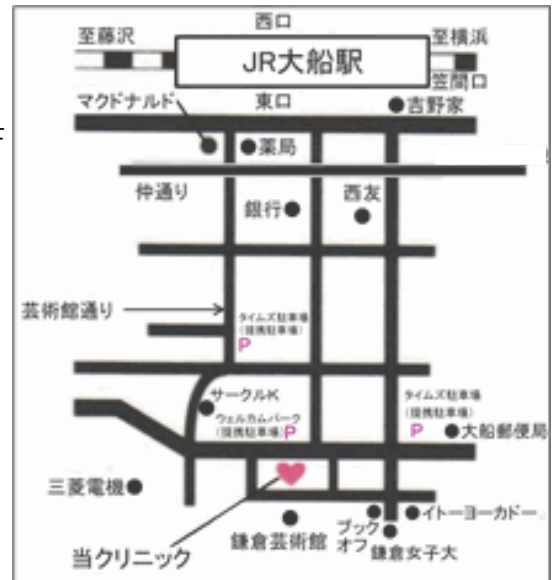 西口
至藤沢
JR大船駅
至横浜
笠間口
マクドナルド
東口
吉野家
薬局
仲通り
銀行
西友
芸術館通り
タイムズ駐車場
(提携駐車場)
P
サークルK
ウェルカムパーク
(提携駐車場)P
タイムズ駐車場
(提携駐車場)
P
大船郵便局
三菱電機
当クリニック
鎌倉芸術館
ブック
オフ
イトーヨーカドー
鎌倉女子大